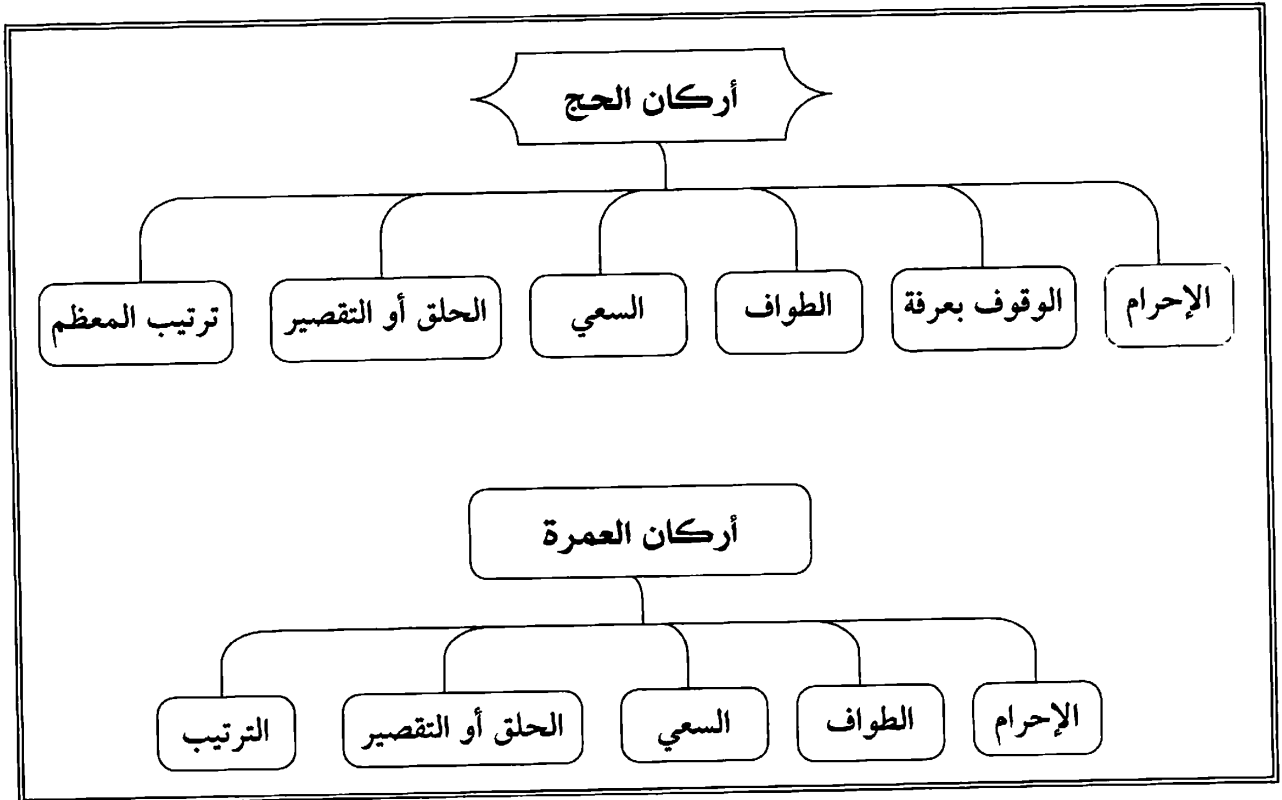 أركان الحج
الإحرام
الوقوف بعرفة
الطواف
السعي
الحلق أو التقصير
ترتيب المعظم
أركان العمرة
الإحرام
الطواف
السعي
الحلق أو التقصير
الترتيب